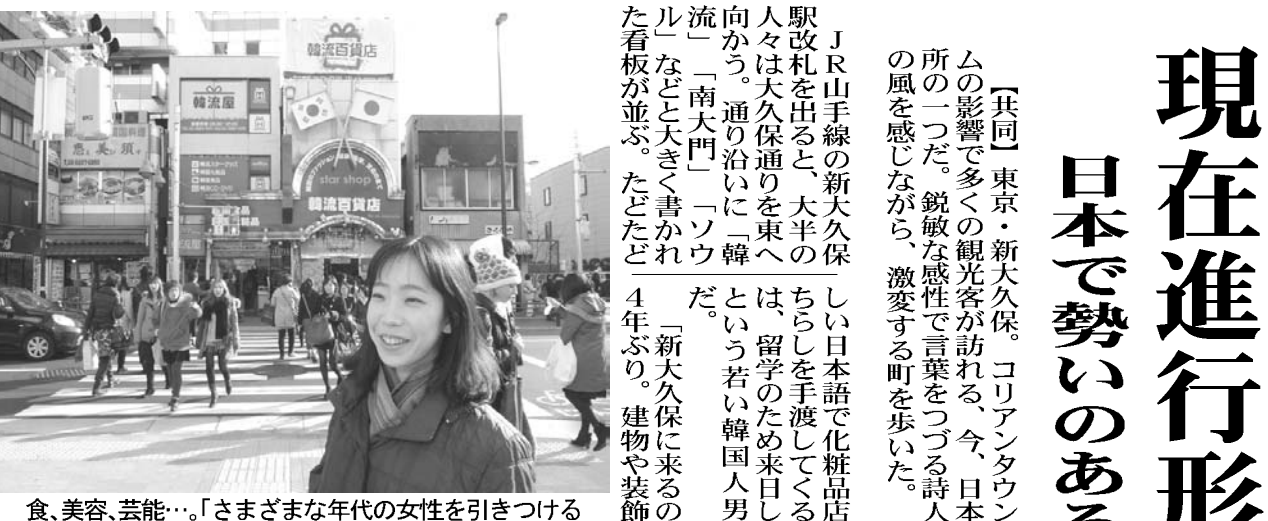 現在進行形
日本で勢いのある
【共同】東京・新大久保。コリアンタウン
ムの影響で多くの観光客が訪れる、今、日本
所の一つだ。鋭敏な感性で言葉をつづる詩人
の風を感じながら、激変する町を歩いた。
JR山手線の新大久保
駅改札を出ると、大半の
人々は大久保通りを東へ
向かう。通り沿いに「韓
流」「南大門」「ソウ
ル」などと大きく書かれ
た看板が並ぶ。たどたど
しい日本語で化粧品店
ちらしを手渡してくる
は、留学のため来日し
という若い韓国人男
だ。
「新大久保に来るの
4年ぶり。建物や装飾
韓流百貨店
韓流屋
恵美須
star shop
韓流百貨店
食、美容、芸能…。「さまざまな年代の女性を引きつける